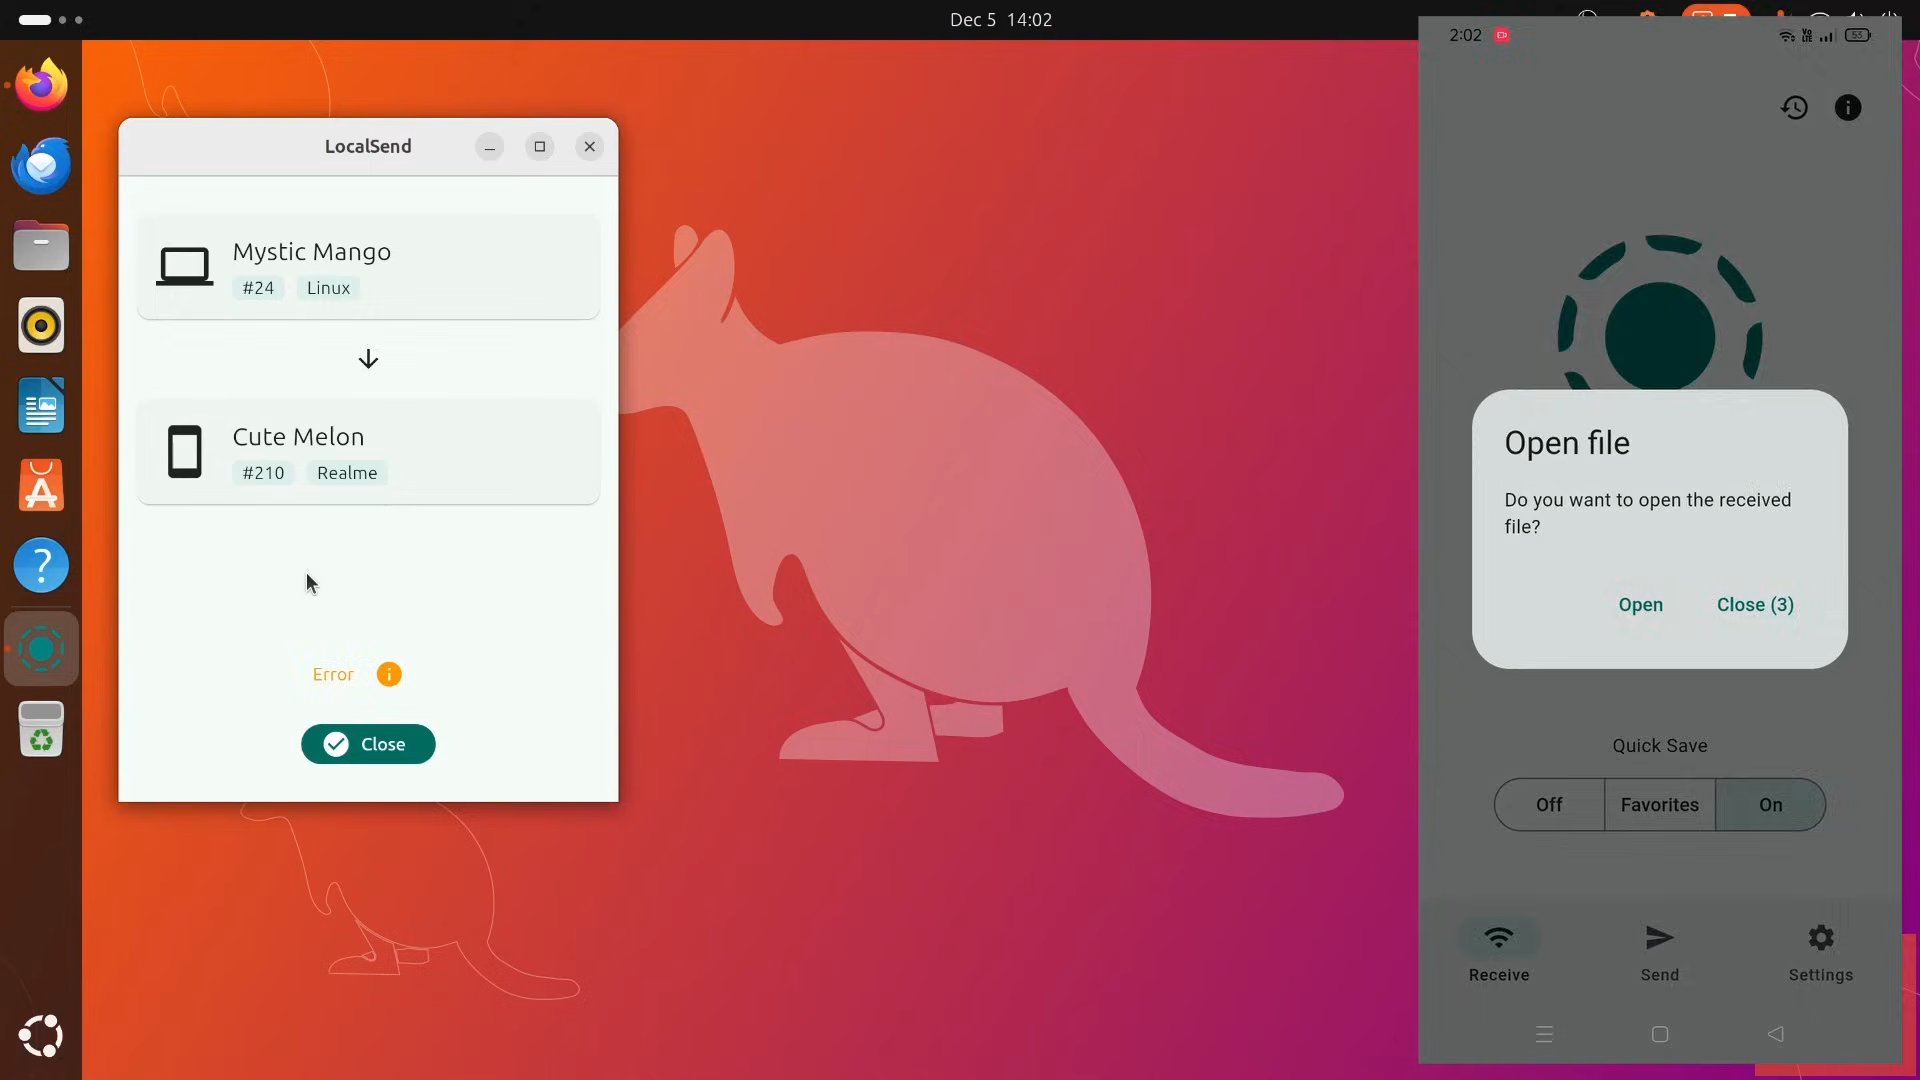 Dec 5 14:02
LocalSend
Mystic Mango
#24 Linux
Cute Melon
#210 Realme
Error
Close
2:02
55
Open file
Do you want to open the received
file?
Open Close (3)
Quick Save
Off Favorites On
Receive Send Settings